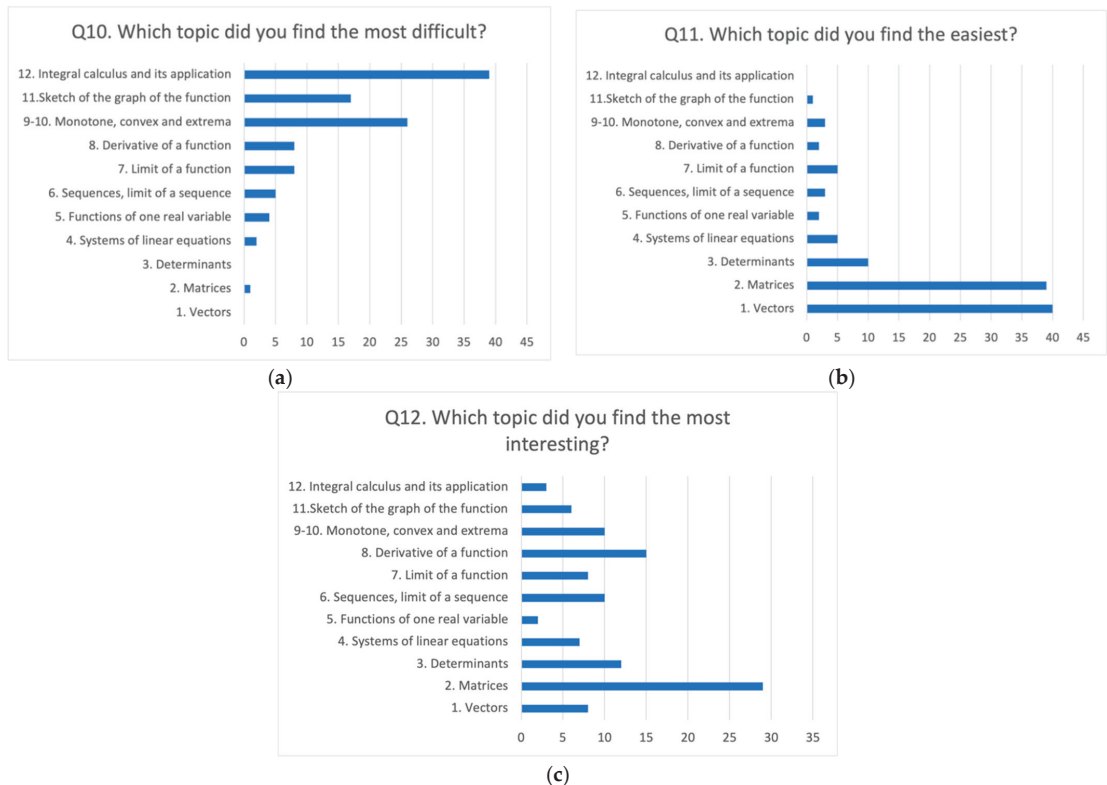 Q10. Which topic did you find the most difficult?
12. Integral calculus and its application
11.Sketch of the graph of the function
9-10. Monotone, convex and extrema
8. Derivative of a function
7. Limit of a function
6. Sequences, limit of a sequence
5. Functions of one real variable
4. Systems of linear equations
3. Determinants
2. Matrices
1. Vectors
0 5 10 15 20 25 30 35 40 45
(a)
Q11. Which topic did you find the easiest?
12. Integral calculus and its application
11.Sketch of the graph of the function
9-10. Monotone, convex and extrema
8. Derivative of a function
7. Limit of a function
6. Sequences, limit of a sequence
5. Functions of one real variable
4. Systems of linear equations
3. Determinants
2. Matrices
1. Vectors
0 5 10 15 20 25 30 35 40 45
(b)
Q12. Which topic did you find the most
interesting?
12. Integral calculus and its application
11.Sketch of the graph of the function
9-10. Monotone, convex and extrema
8. Derivative of a function
7. Limit of a function
6. Sequences, limit of a sequence
5. Functions of one real variable
4. Systems of linear equations
3. Determinants
2. Matrices
1. Vectors
0 5 10 15 20 25 30 35
(c)